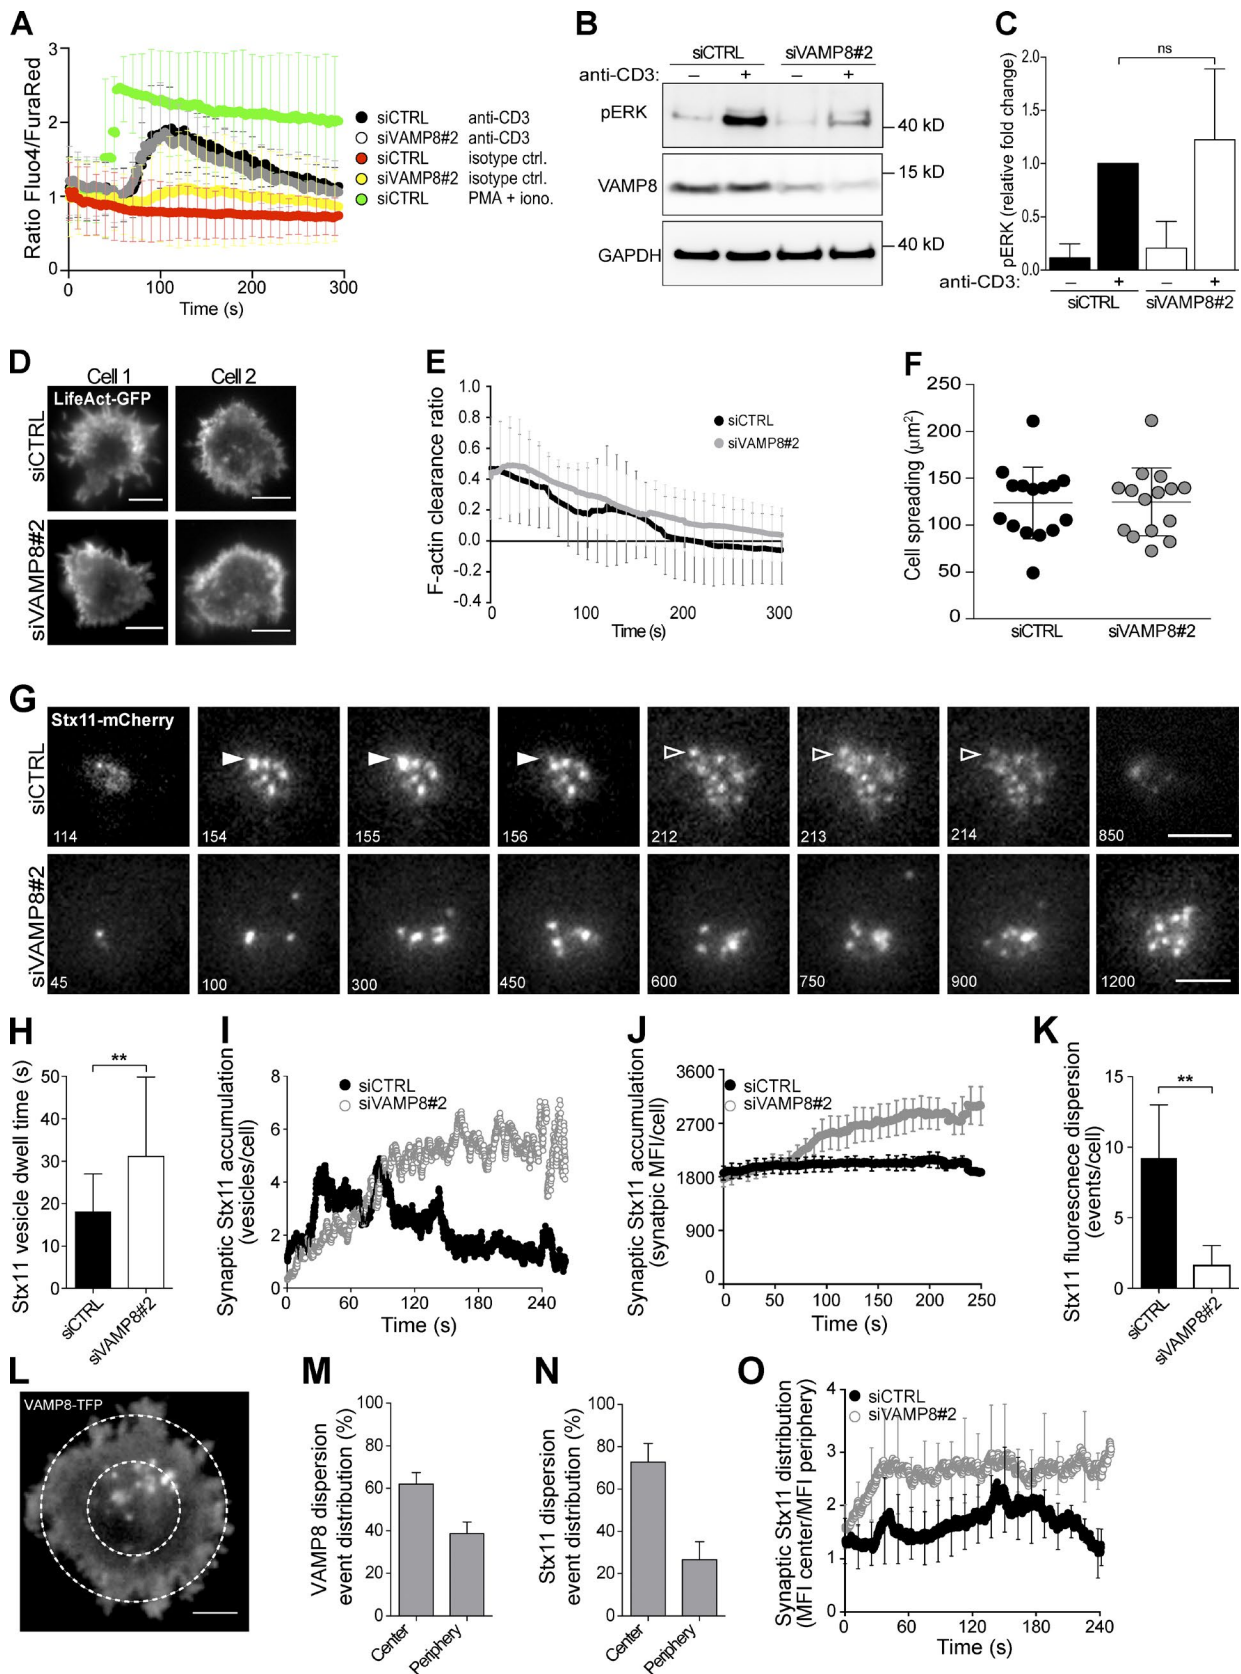 A
Ratio Fluo4/FuraRed
3
2
1
0
0 100 200 300
Time (s)
siCTRL anti-CD3
siVAMP8#2 anti-CD3
siCTRL isotype ctrl.
siVAMP8#2 isotype ctrl.
siCTRL PMA + iono.
B
siCTRL siVAMP8#2
anti-CD3: – + – +
pERK
40 kD
VAMP8
15 kD
GAPDH
40 kD
C
pERK (relative fold change)
2.0
1.5
1.0
0.5
0.0
ns
anti-CD3: – + – +
siCTRL siVAMP8#2
D
Cell 1 Cell 2
LifeAct-GFP
siCTRL
siVAMP8#2
E
F-actin clearance ratio
1.0
0.8
0.6
0.4
0.2
0.0
-0.2
-0.4
0 100 200 300
Time (s)
siCTRL
siVAMP8#2
F
Cell spreading (μm²)
250
200
150
100
50
0
siCTRL siVAMP8#2
G
Stx11-mCherry
siCTRL
114 154 155 156 212 213 214 850
siVAMP8#2
45 100 300 450 600 750 900 1200
H
Stx11 vesicle dwell time (s)
50
40
30
20
10
0
**
siCTRL
siVAMP8#2
I
Synaptic Stx11 accumulation
(vesicles/cell)
8
6
4
2
0
siCTRL
siVAMP8#2
0 60 120 180 240
Time (s)
J
Synaptic Stx11 accumulation
(synatpic MFI/cell)
3600
2700
1800
900
0
siCTRL
siVAMP8#2
0 50 100 150 200 250
Time (s)
K
Stx11 fluorescnece dispersion
(events/cell)
15
10
5
0
**
siCTRL
siVAMP8#2
L
VAMP8-TFP
M
VAMP8 dispersion
event distribution (%)
100
80
60
40
20
0
Center
Periphery
N
Stx11 dispersion
event distribution (%)
100
80
60
40
20
0
Center
Periphery
O
Synaptic Stx11 distribution
(MFI center/MFI periphery)
4
3
2
1
0
siCTRL
siVAMP8#2
0 60 120 180 240
Time (s)